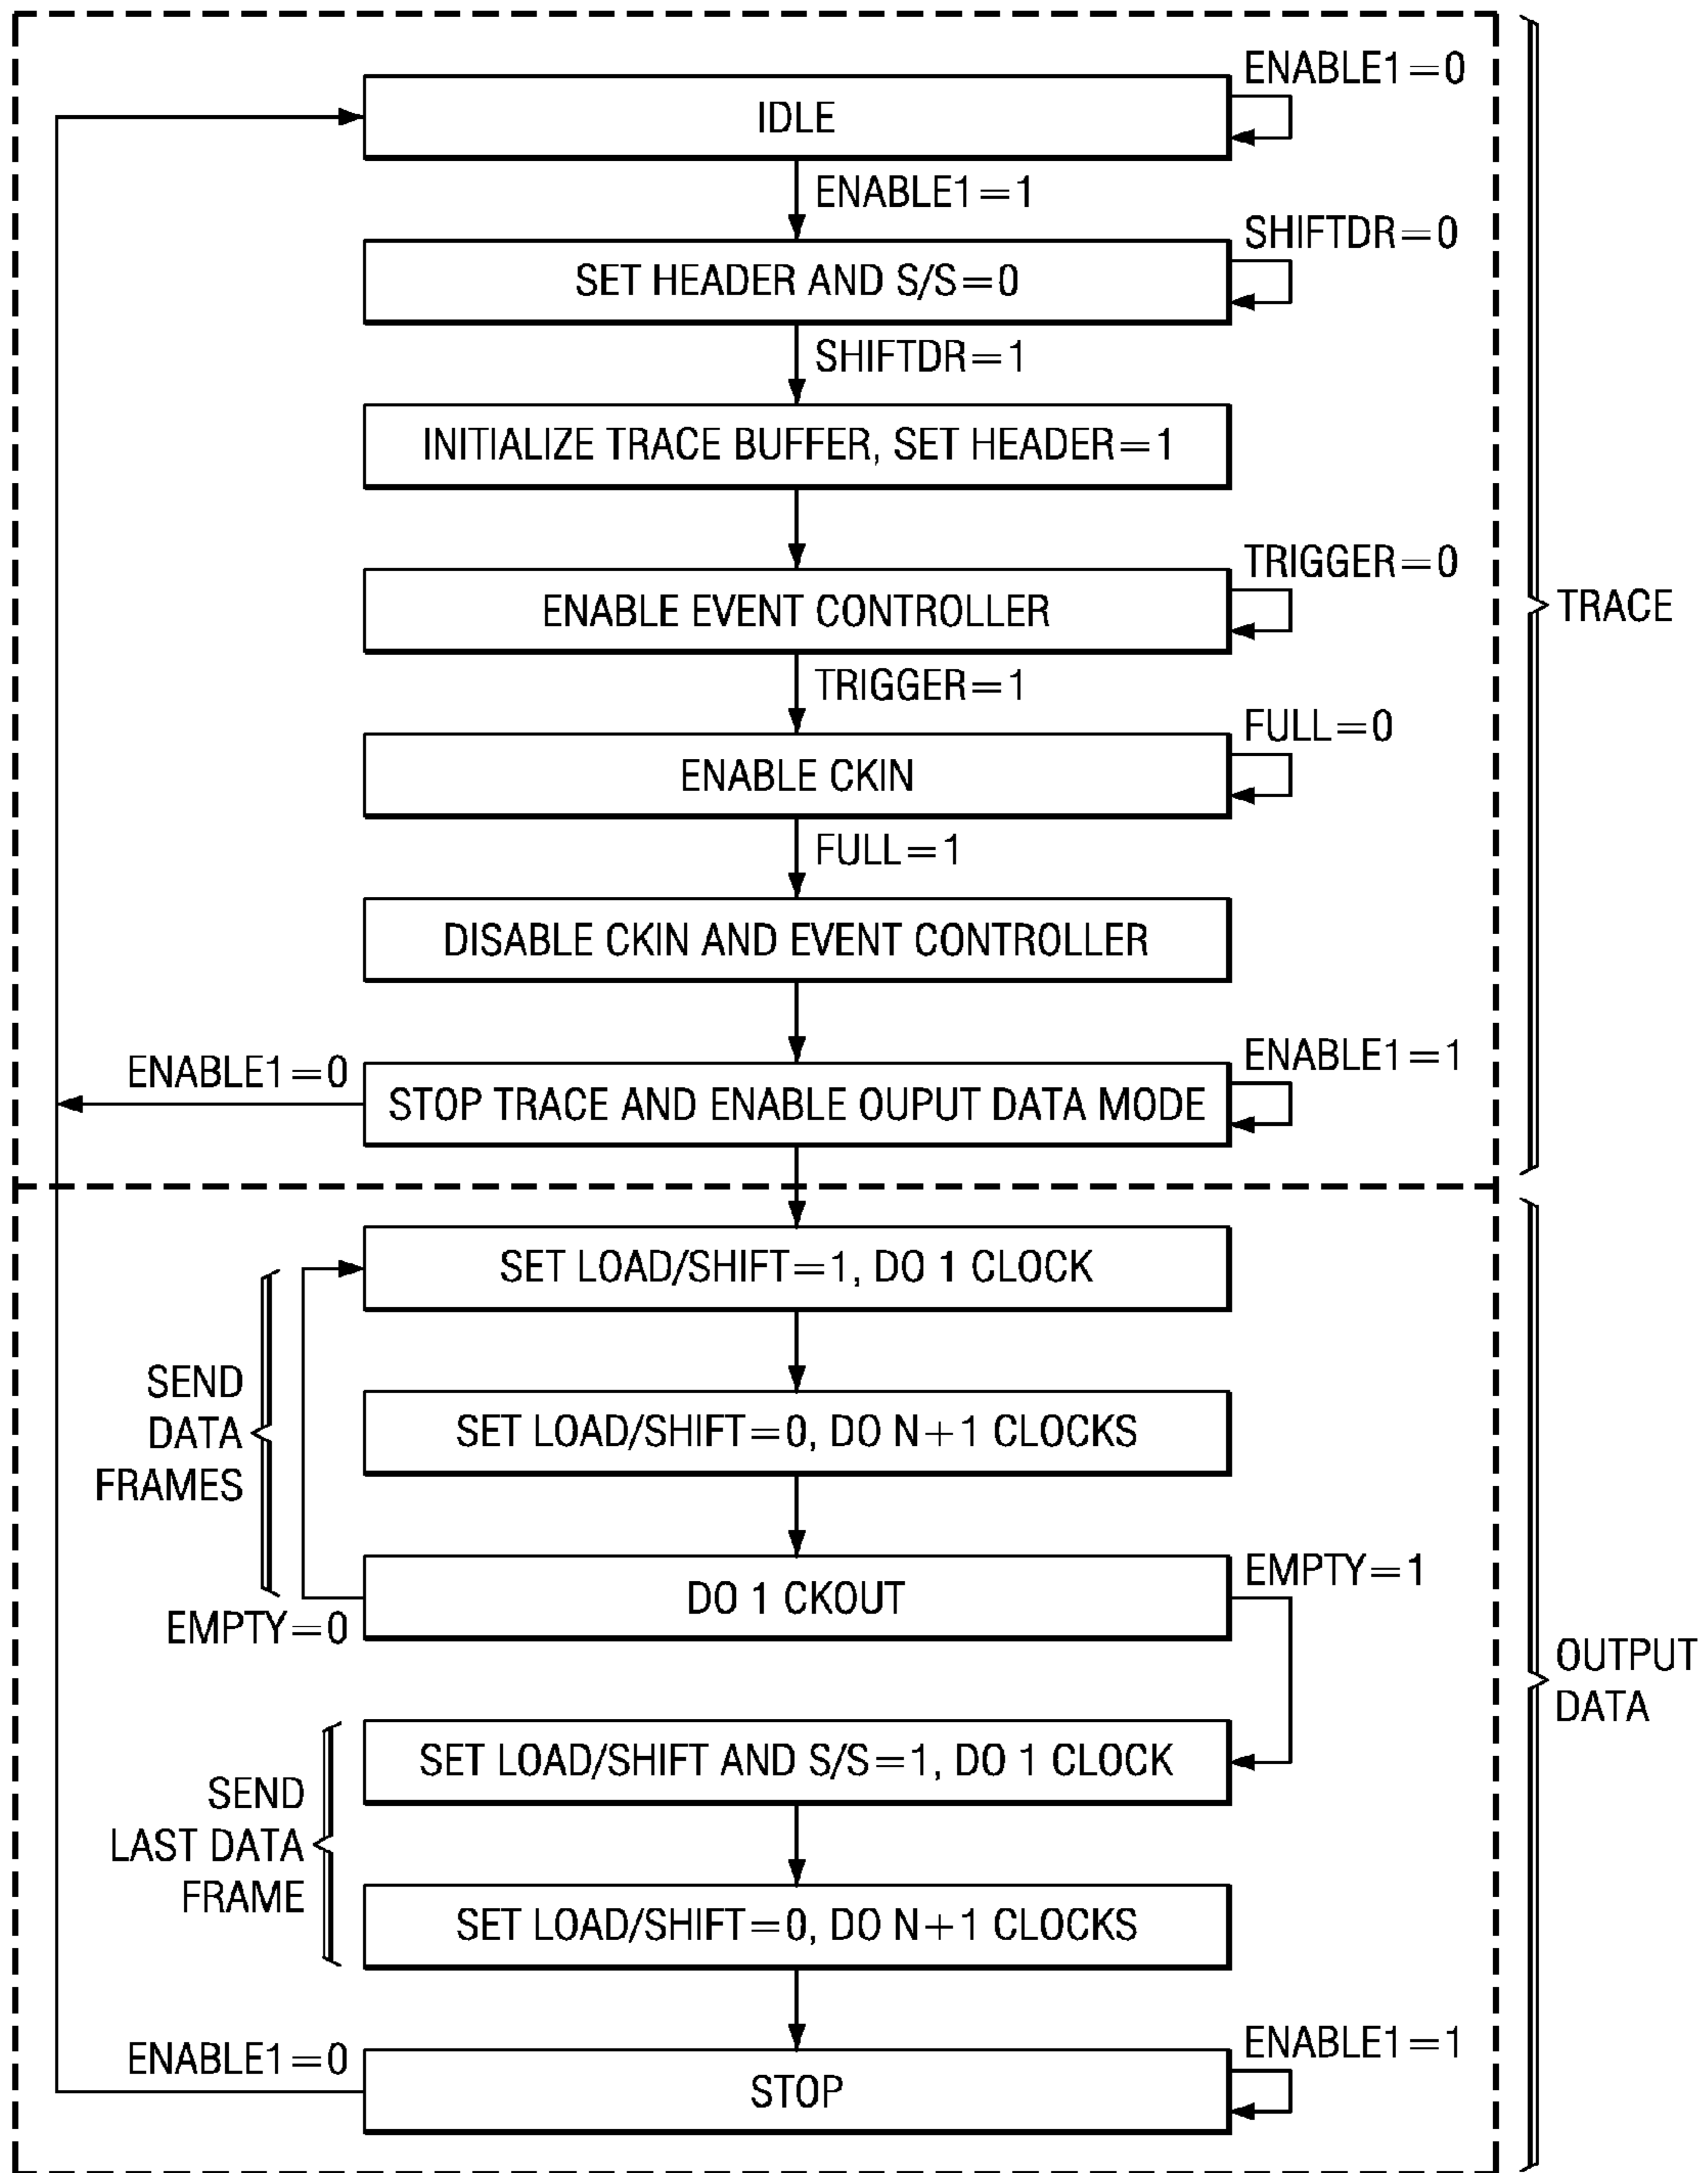 ENABLE1=0
IDLE
ENABLE1=1
SHIFTDR=0
SET HEADER AND S/S=0
SHIFTDR=1
INITIALIZE TRACE BUFFER, SET HEADER=1
TRIGGER=0
ENABLE EVENT CONTROLLER
TRACE
TRIGGER=1
FULL=0
ENABLE CKIN
FULL=1
DISABLE CKIN AND EVENT CONTROLLER
ENABLE1=1
ENABLE1=0
STOP TRACE AND ENABLE OUPUT DATA MODE
SET LOAD/SHIFT=1, DO 1 CLOCK
SEND
DATA
FRAMES
SET LOAD/SHIFT=0, DO N+1 CLOCKS
EMPTY=1
DO 1 CKOUT
EMPTY=0
OUTPUT
DATA
SET LOAD/SHIFT AND S/S=1, DO 1 CLOCK
SEND
LAST DATA
FRAME
SET LOAD/SHIFT=0, DO N+1 CLOCKS
ENABLE1=1
ENABLE1=0
STOP